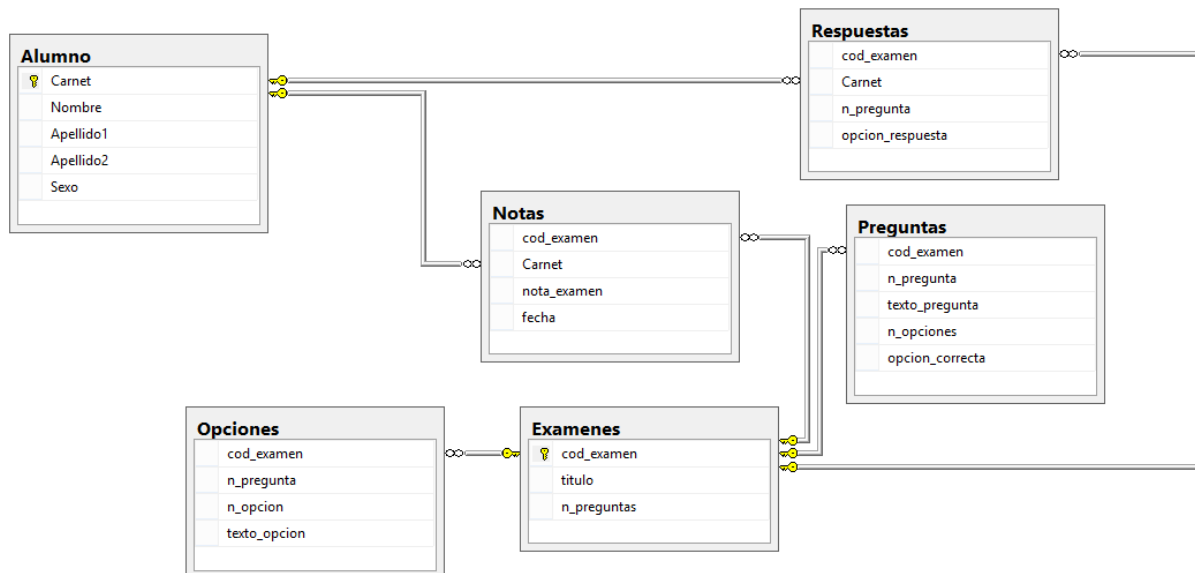 Alumno
Carnet
Nombre
Apellido1
Apellido2
Sexo
Respuestas
cod_examen
Carnet
n_pregunta
opcion_respuesta
Notas
cod_examen
Carnet
nota_examen
fecha
Preguntas
cod_examen
n_pregunta
texto_pregunta
n_opciones
opcion_correcta
Opciones
cod_examen
n_pregunta
n_opcion
texto_opcion
Examenes
cod_examen
titulo
n_preguntas